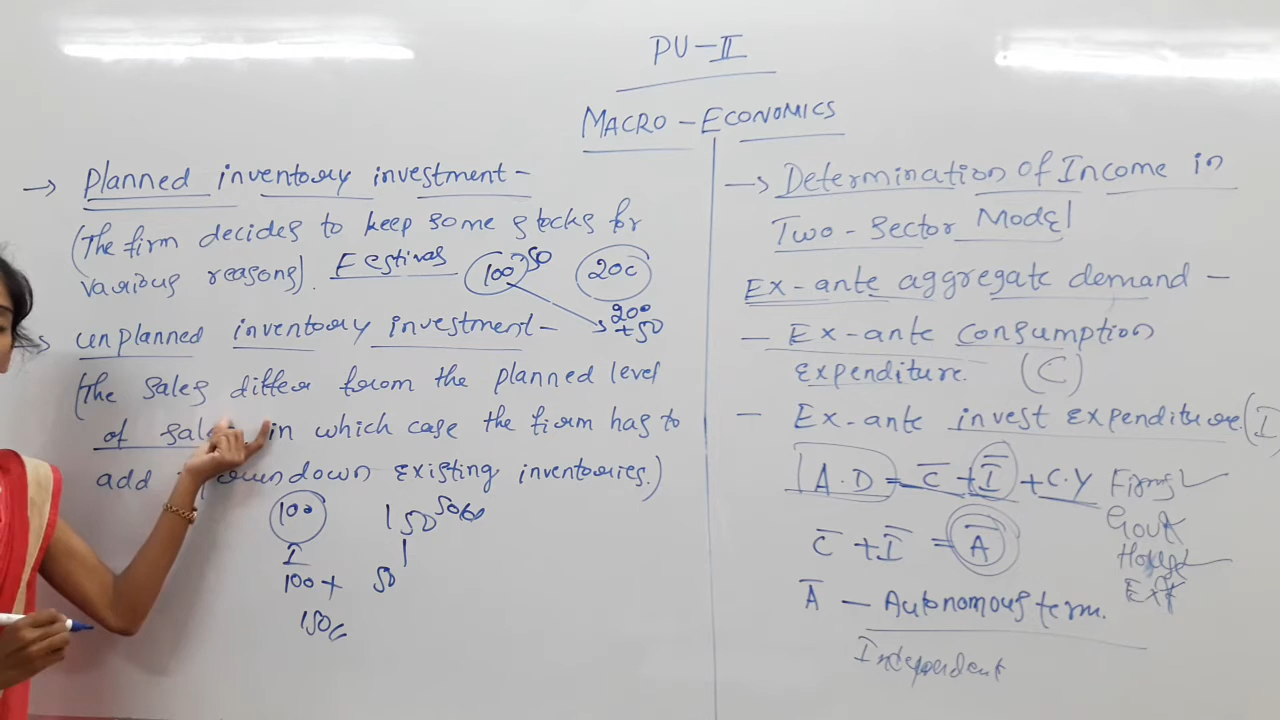 PU-II
MACRO-ECONOMICS
→ Planned inventory investment-
(The firm decides to keep some stocks for
various reasons). Festivals
100 50 200
200
+50
unplanned inventory investment-
(The sales differ from the planned level
of sales, in which case the firm has to
add rundown existing inventories.)
100 150
I
100 + 50
150
→ Determination of Income in
Two-Sector Model
Ex-ante aggregate demand -
- Ex-ante Consumption
expenditure. (C)
- Ex-ante invest expenditure. (I
A.D = C̅ + I̅ + C.Y
C̅ + I̅ = A̅
A̅ - Autonomous term.
Independent
Firms
Govt